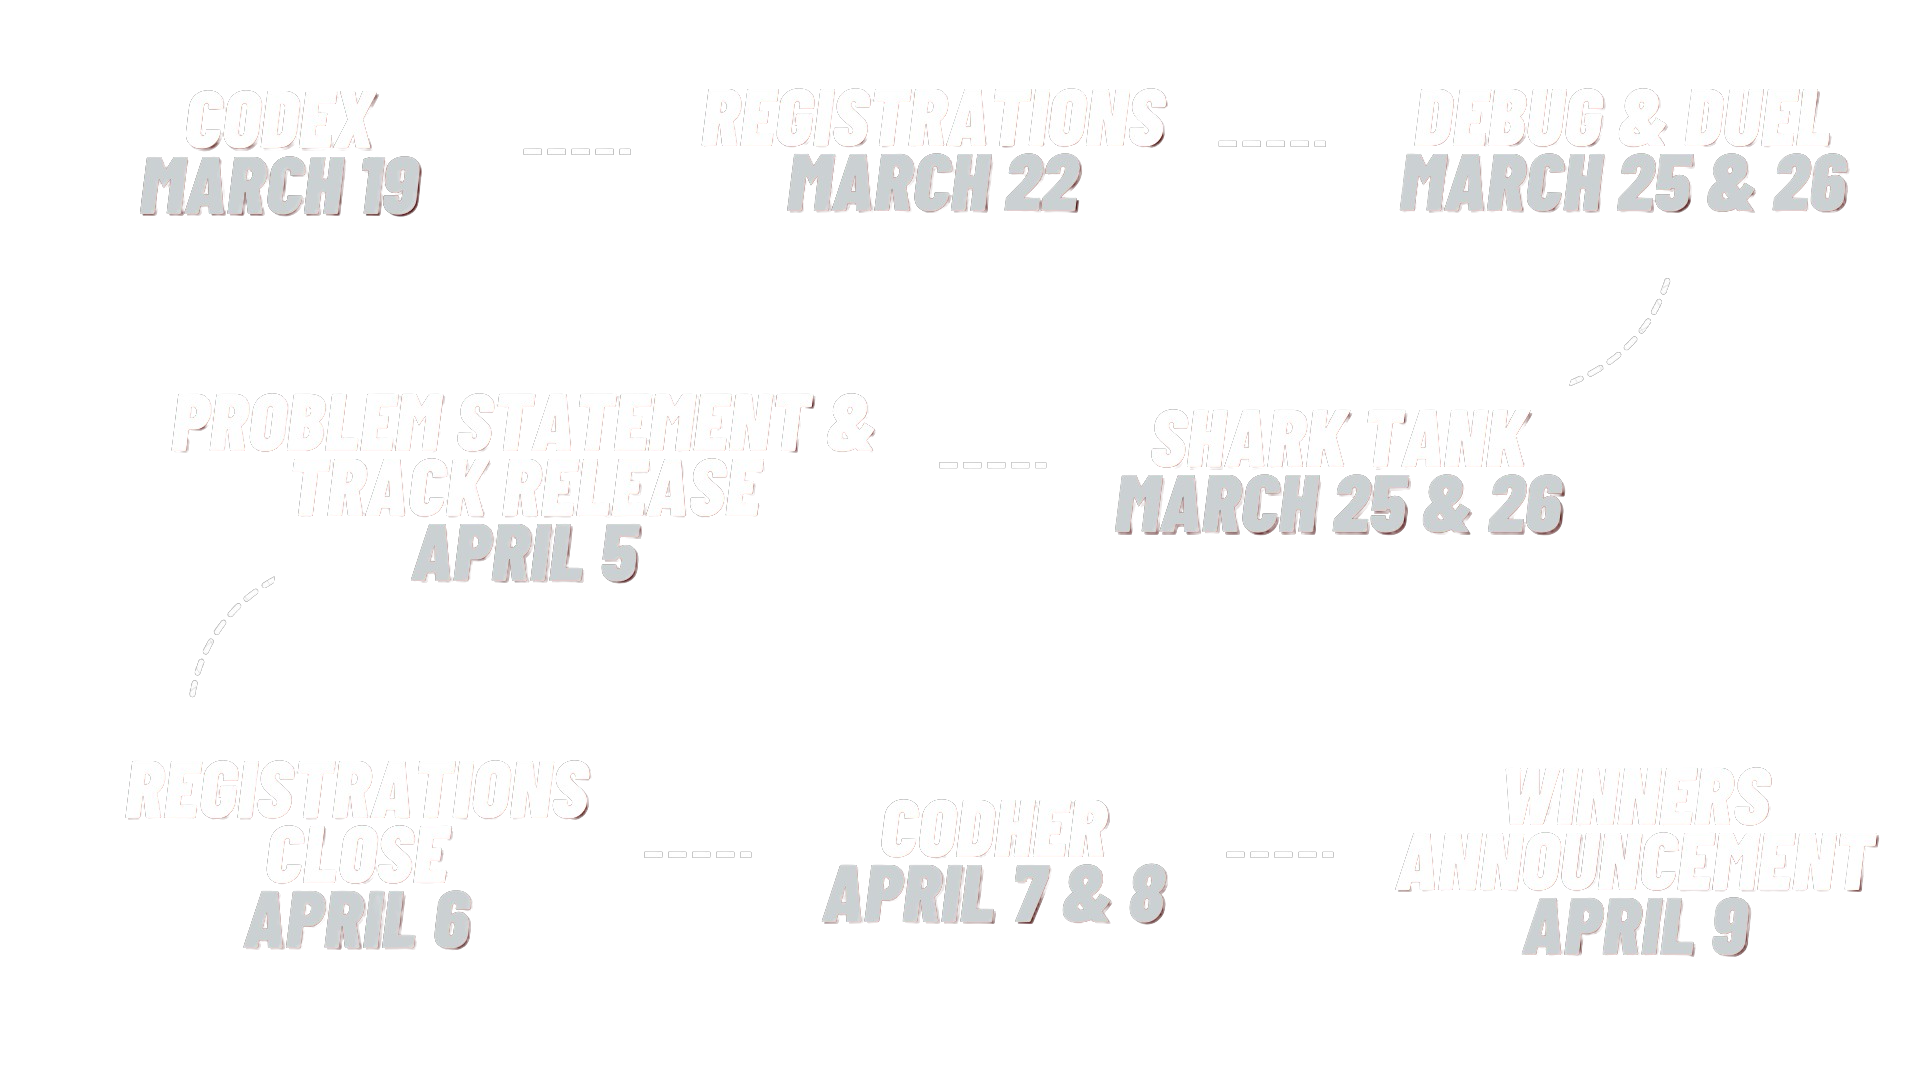 CODEX
MARCH 19
REGISTRATIONS
MARCH 22
DEBUG & DUEL
MARCH 25 & 26
SHARK TANK
MARCH 25 & 26
PROBLEM STATEMENT &
TRACK RELEASE
APRIL 5
REGISTRATIONS
CLOSE
APRIL 6
CODHER
APRIL 7 & 8
WINNERS
ANNOUNCEMENT
APRIL 9